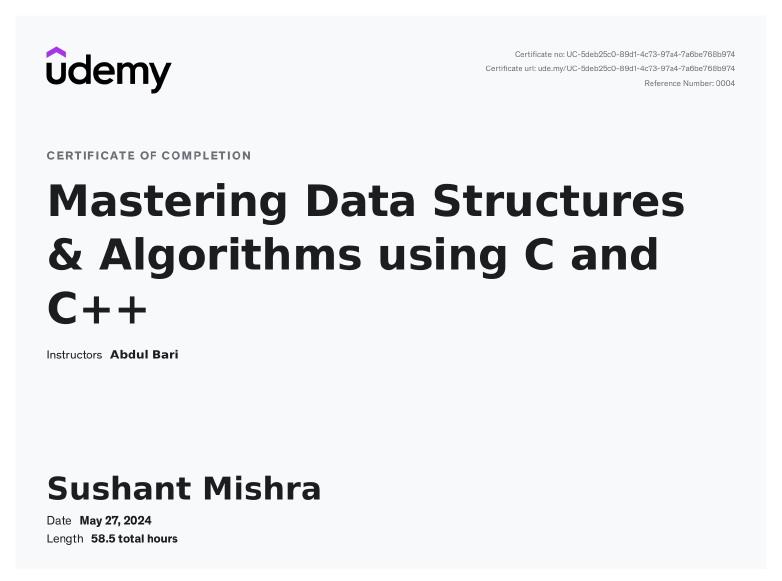 udemy
Certificate no: UC-5deb25c0-89d1-4c73-97a4-7a6be768b974
Certificate url: ude.my/UC-5deb25c0-89d1-4c73-97a4-7a6be768b974
Reference Number: 0004
CERTIFICATE OF COMPLETION
Mastering Data Structures
& Algorithms using C and
C++
Instructors Abdul Bari
Sushant Mishra
Date May 27, 2024
Length 58.5 total hours